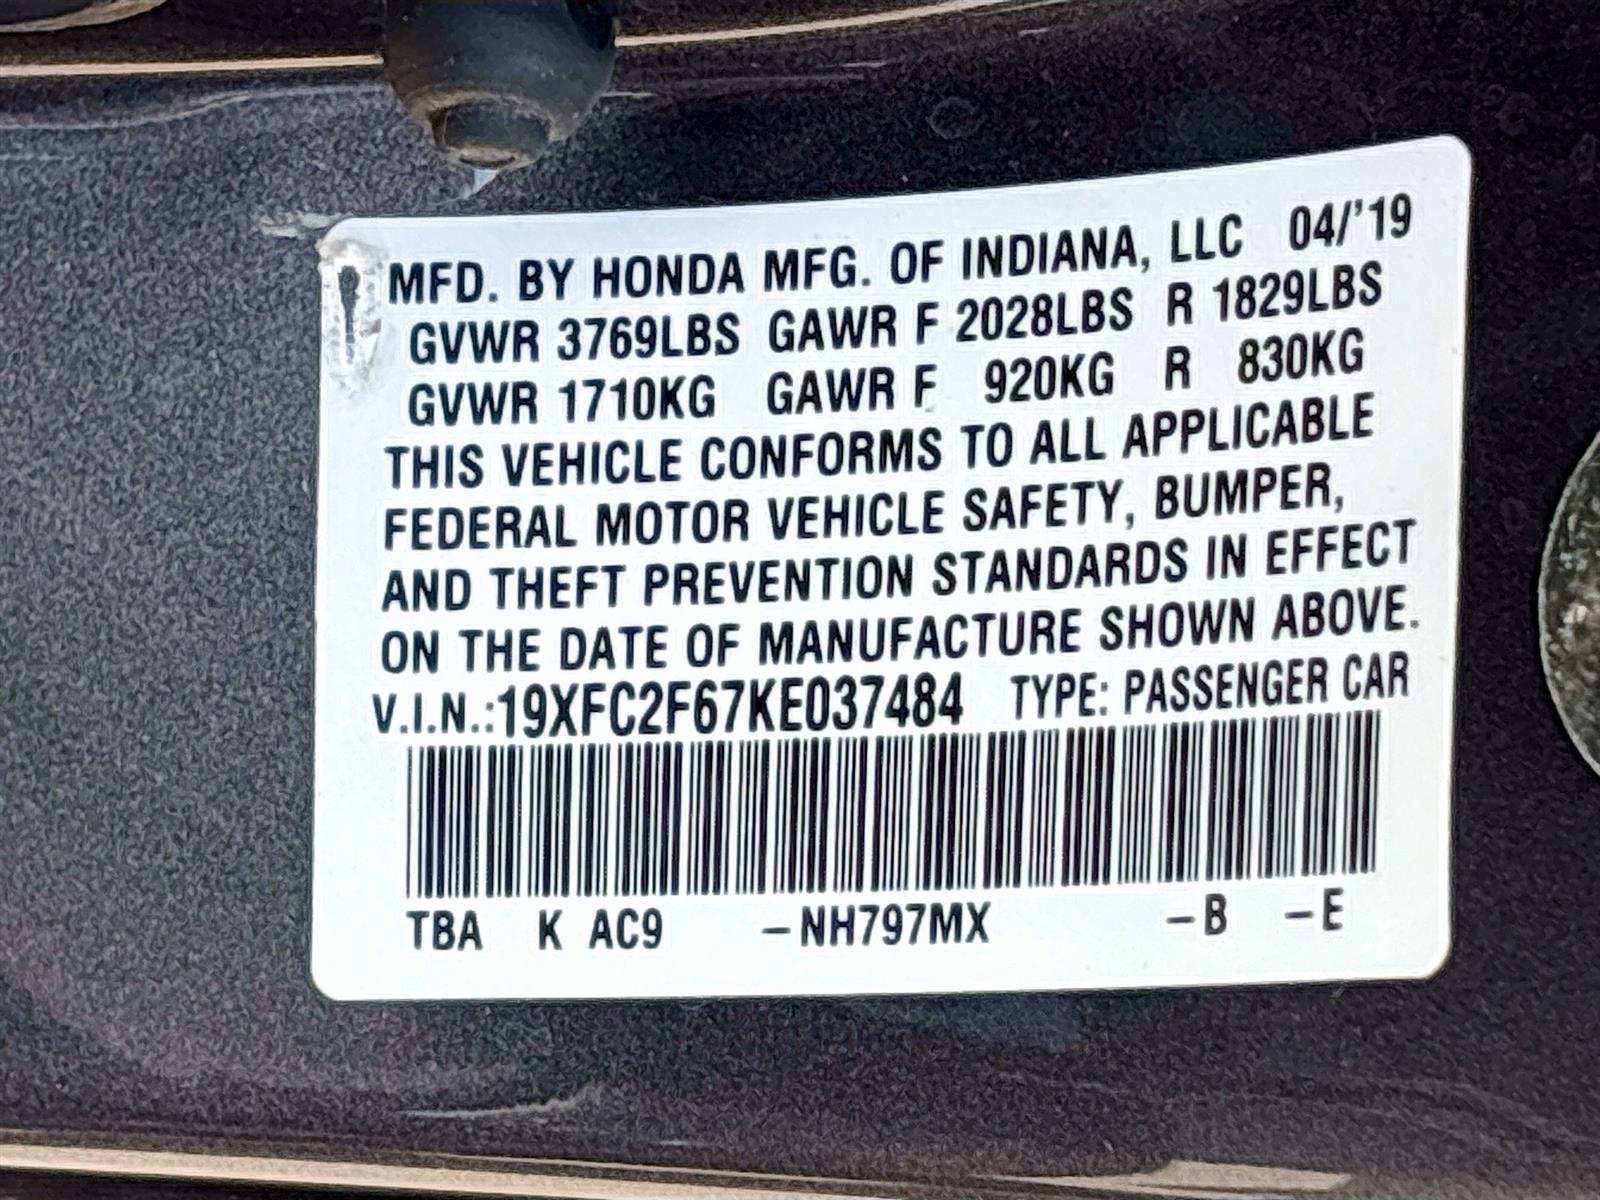 MFD. BY HONDA MFG. OF INDIANA, LLC 04/'19
GVWR 3769LBS GAWR F 2028LBS R 1829LBS
GVWR 1710KG GAWR F 920KG R 830KG
THIS VEHICLE CONFORMS TO ALL APPLICABLE
FEDERAL MOTOR VEHICLE SAFETY, BUMPER,
AND THEFT PREVENTION STANDARDS IN EFFECT
ON THE DATE OF MANUFACTURE SHOWN ABOVE.
V.I.N.:19XFC2F67KE037484 TYPE: PASSENGER CAR
TBA K AC9 –NH797MX –B –E